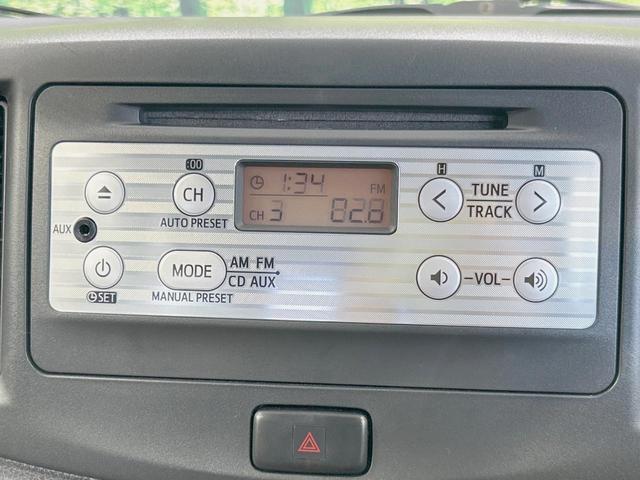 :00
CH
AUTO PRESET
AUX
1:34
FM
CH 3 82.8
H
M
TUNE
TRACK
MODE
AM FM
CD AUX
MANUAL PRESET
SET
-VOL-